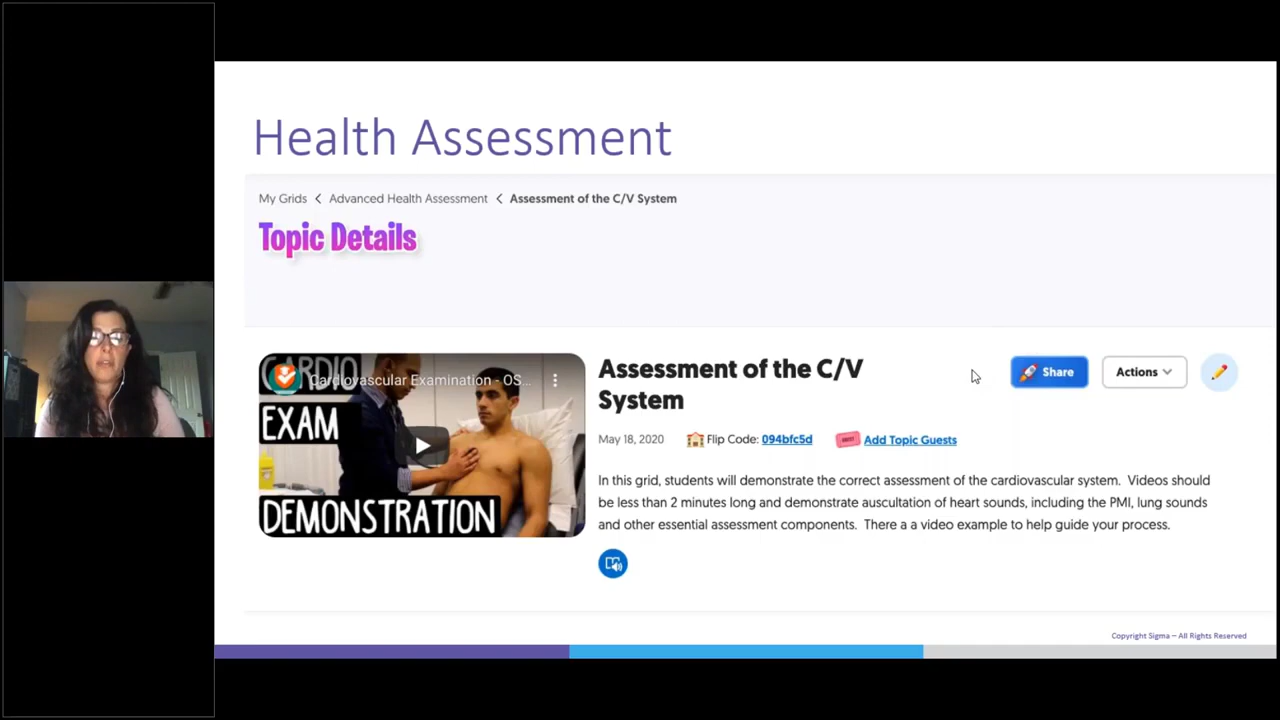 Health Assessment
My Grids < Advanced Health Assessment < Assessment of the C/V System
Topic Details
CARDIO
Cardiovascular Examination - OS...
EXAM
DEMONSTRATION
Assessment of the C/V
System
Share
Actions
May 18, 2020 Flip Code: 094bfc5d Add Topic Guests
In this grid, students will demonstrate the correct assessment of the cardiovascular system. Videos should
be less than 2 minutes long and demonstrate auscultation of heart sounds, including the PMI, lung sounds
and other essential assessment components. There a a video example to help guide your process.
Copyright Sigma – All Rights Reserved